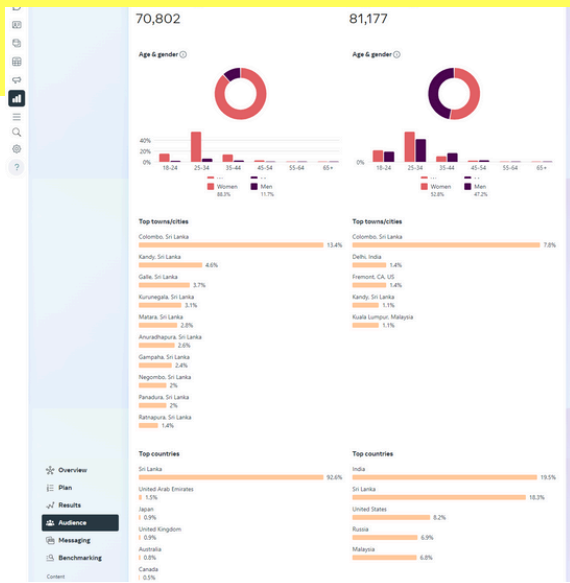 70,802
81,177
Age & gender
Age & gender
40%
20%
0%
18-24
25-34
35-44
45-54
55-64
65+
0%
18-24
25-34
35-44
45-54
55-64
65+
Women
88.3%
Men
11.7%
Women
52.8%
Men
47.2%
Top towns/cities
Colombo, Sri Lanka
13.4%
Kandy, Sri Lanka
4.6%
Galle, Sri Lanka
3.7%
Kurunegala, Sri Lanka
3.1%
Matara, Sri Lanka
2.8%
Anuradhapura, Sri Lanka
2.6%
Gampaha, Sri Lanka
2.4%
Negombo, Sri Lanka
2%
Panadura, Sri Lanka
2%
Ratnapura, Sri Lanka
1.4%
Top towns/cities
Colombo, Sri Lanka
7.8%
Delhi, India
1.4%
Fremont, CA, US
1.4%
Kandy, Sri Lanka
1.1%
Kuala Lumpur, Malaysia
1.1%
Top countries
Sri Lanka
92.6%
United Arab Emirates
1.5%
Japan
0.9%
United Kingdom
0.9%
Australia
0.8%
Canada
0.5%
Top countries
India
19.5%
Sri Lanka
18.3%
United States
8.2%
Russia
6.9%
Malaysia
6.8%
Overview
Plan
Results
Audience
Messaging
Benchmarking
Content